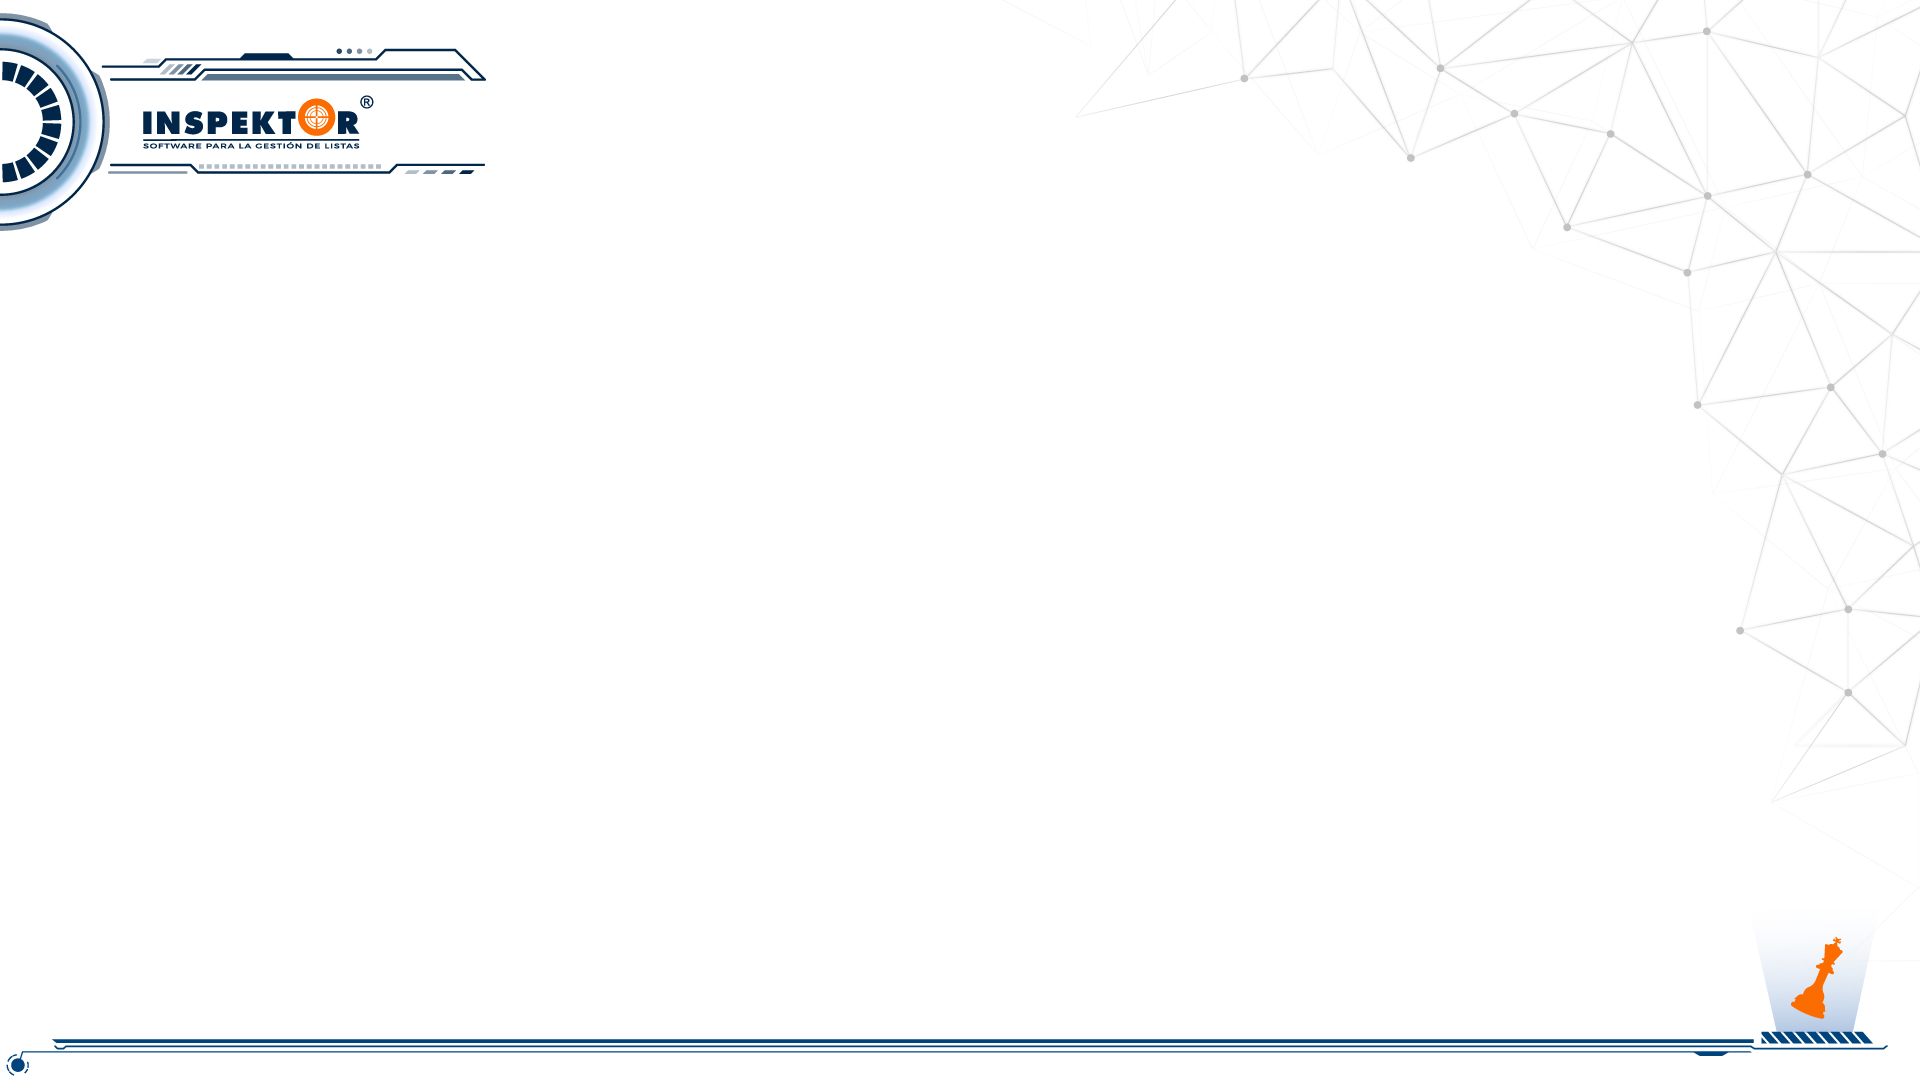 INSPEKTOR®
SOFTWARE PARA LA GESTIÓN DE LISTAS